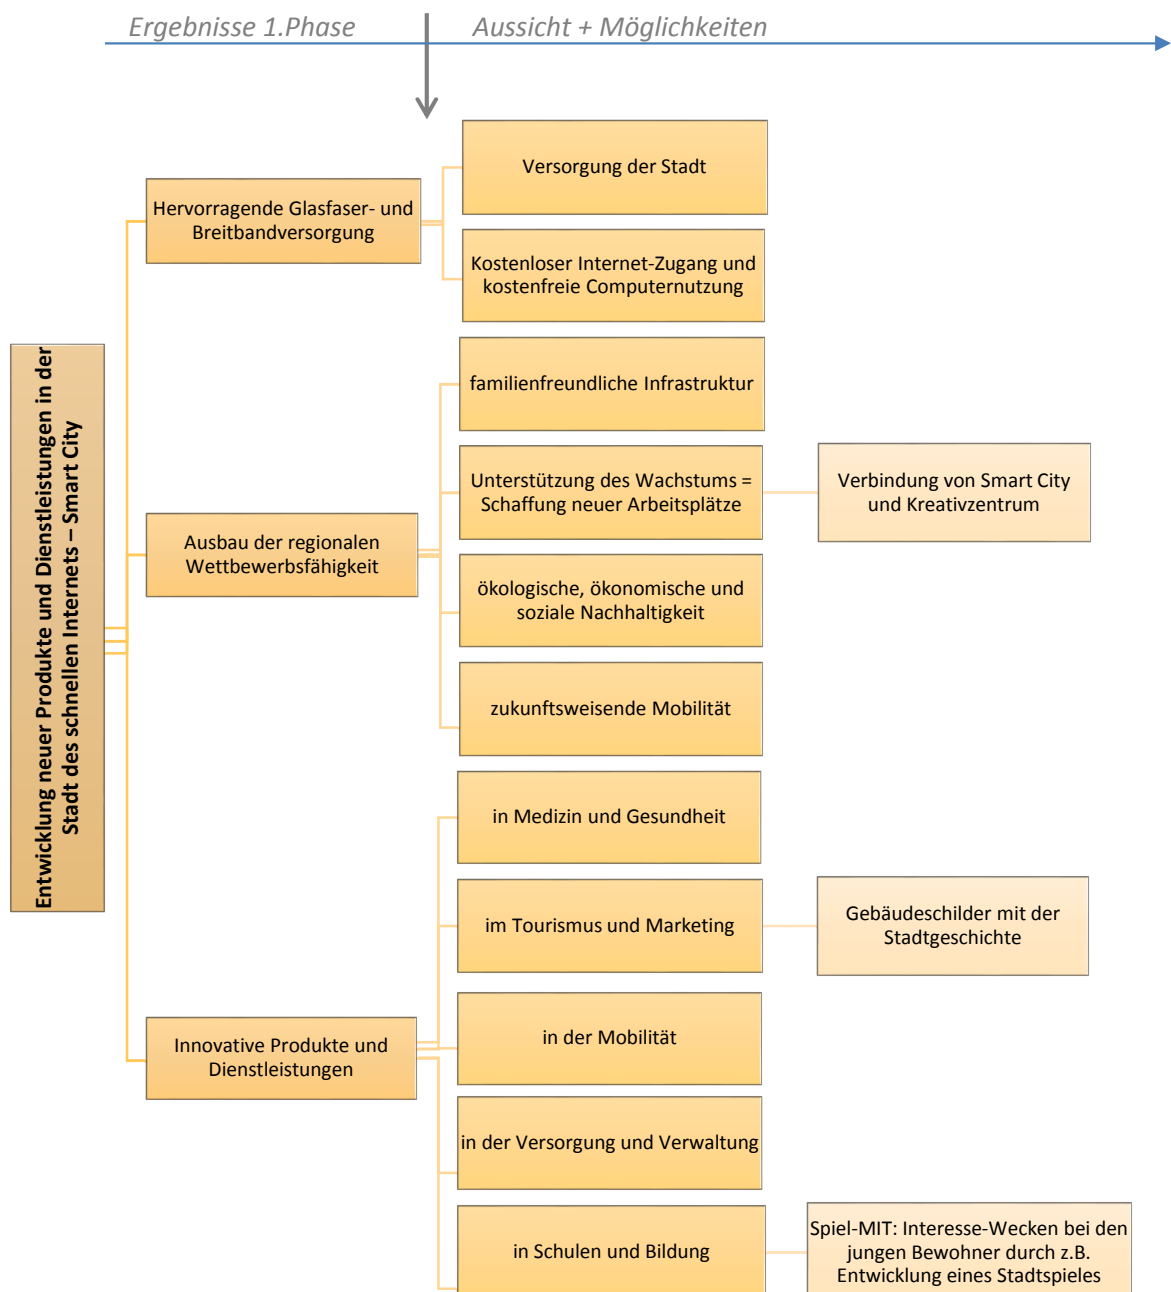 Ergebnisse 1.Phase
Aussicht + Möglichkeiten
Entwicklung neuer Produkte und Dienstleistungen in der
Stadt des schnellen Internets – Smart City
Hervorragende Glasfaser- und
Breitbandversorgung
Versorgung der Stadt
Kostenloser Internet-Zugang und
kostenfreie Computernutzung
Ausbau der regionalen
Wettbewerbsfähigkeit
familienfreundliche Infrastruktur
Unterstützung des Wachstums =
Schaffung neuer Arbeitsplätze
Verbindung von Smart City
und Kreativzentrum
ökologische, ökonomische und
soziale Nachhaltigkeit
zukunftsweisende Mobilität
Innovative Produkte und
Dienstleistungen
in Medizin und Gesundheit
im Tourismus und Marketing
Gebäudeschilder mit der
Stadtgeschichte
in der Mobilität
in der Versorgung und Verwaltung
in Schulen und Bildung
Spiel-MIT: Interesse-Wecken bei den
jungen Bewohner durch z.B.
Entwicklung eines Stadtspieles